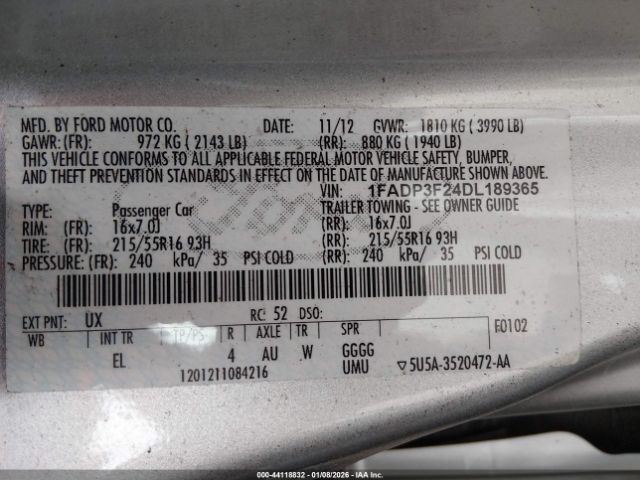 MFD. BY FORD MOTOR CO. DATE: 11/12 GVWR: 1810 KG ( 3990 LB)
GAWR: (FR): 972 KG ( 2143 LB) (RR): 880 KG ( 1940 LB)
THIS VEHICLE CONFORMS TO ALL APPLICABLE FEDERAL MOTOR VEHICLE SAFETY, BUMPER,
AND THEFT PREVENTION STANDARDS IN EFFECT ON THE DATE OF MANUFACTURE SHOWN ABOVE.
VIN: 1FADP3F24DL189365
TYPE: Passenger Car TRAILER TOWING - SEE OWNER GUIDE
RIM: (FR): 16x7.0J (RR): 16x7.0J
TIRE: (FR): 215/55R16 93H (RR): 215/55R16 93H
PRESSURE: (FR): 240 kPa/ 35 PSI COLD (RR): 240 kPa/ 35 PSI COLD
EXT PNT: UX RC: 52 DSO: F0102
WB INT TR TP/PS R AXLE TR SPR
EL 4 AU W GGGG
UMU 5U5A-3520472-AA
1201211084216
000-44118832 - 01/08/2026 - IAAI.COM